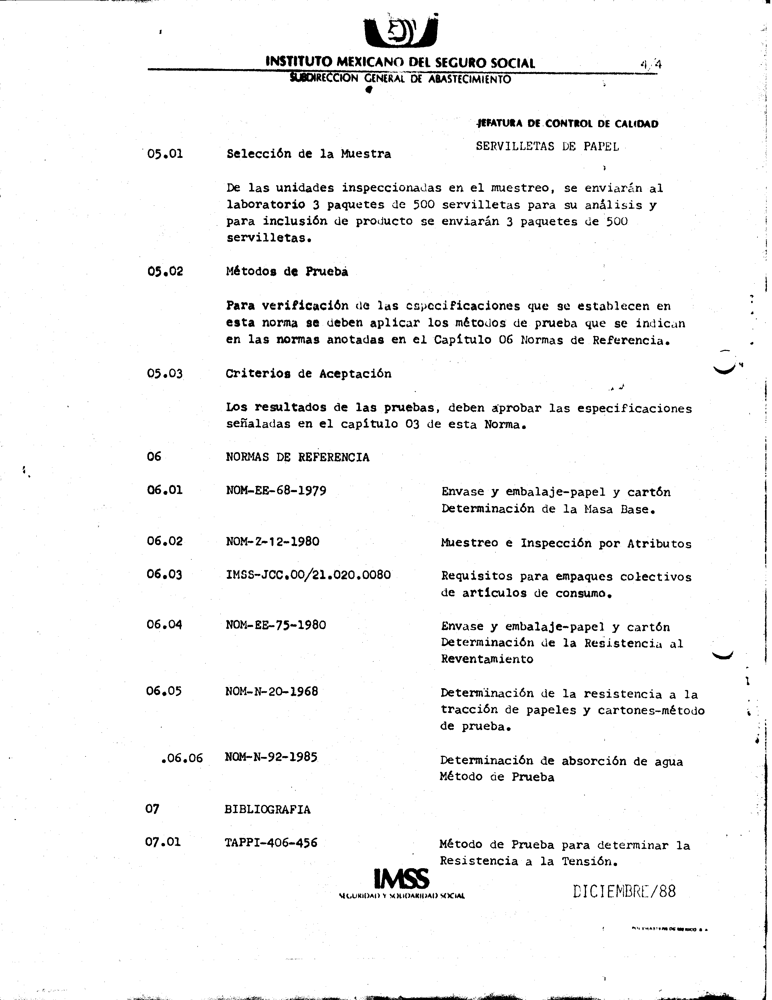 INSTITUTO MEXICANO DEL SEGURO SOCIAL 4/4
SUBDIRECCION GENERAL DE ABASTECIMIENTO
JEFATURA DE CONTROL DE CALIDAD
SERVILLETAS DE PAPEL
05.01 Selección de la Muestra
De las unidades inspeccionadas en el muestreo, se enviarán al
laboratorio 3 paquetes de 500 servilletas para su análisis y
para inclusión de producto se enviarán 3 paquetes de 500
servilletas.
05.02 Métodos de Prueba
Para verificación de las especificaciones que se establecen en
esta norma se deben aplicar los métodos de prueba que se indican
en las normas anotadas en el Capítulo 06 Normas de Referencia.
05.03 Criterios de Aceptación
Los resultados de las pruebas, deben aprobar las especificaciones
señaladas en el capítulo 03 de esta Norma.
06 NORMAS DE REFERENCIA
06.01 NOM-EE-68-1979 Envase y embalaje-papel y cartón
Determinación de la Masa Base.
06.02 NOM-Z-12-1980 Muestreo e Inspección por Atributos
06.03 IMSS-JCC.00/21.020.0080 Requisitos para empaques colectivos
de artículos de consumo.
06.04 NOM-EE-75-1980 Envase y embalaje-papel y cartón
Determinación de la Resistencia al
Reventamiento
06.05 NOM-N-20-1968 Determinación de la resistencia a la
tracción de papeles y cartones-método
de prueba.
.06.06 NOM-N-92-1985 Determinación de absorción de agua
Método de Prueba
07 BIBLIOGRAFIA
07.01 TAPPI-406-456 Método de Prueba para determinar la
Resistencia a la Tensión.
IMSS
SEGURIDAD Y SOLIDARIDAD SOCIAL
DICIEMBRE/88
DE MEXICO S A